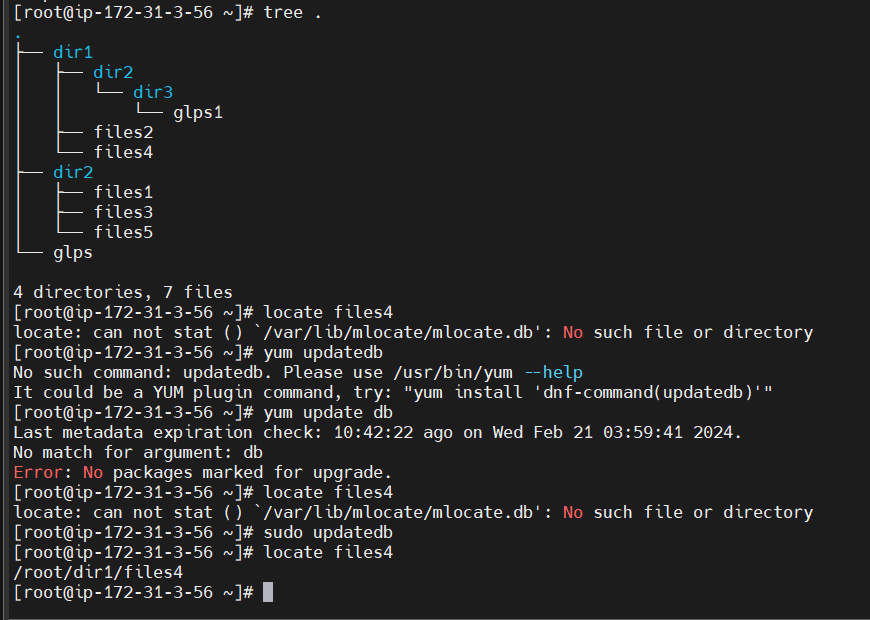 [root@ip-172-31-3-56 ~]# tree .
.
├── dir1
│   ├── dir2
│   │   └── dir3
│   │       └── glps1
│   ├── files2
│   └── files4
├── dir2
│   ├── files1
│   ├── files3
│   └── files5
└── glps

4 directories, 7 files
[root@ip-172-31-3-56 ~]# locate files4
locate: can not stat () `/var/lib/mlocate/mlocate.db': No such file or directory
[root@ip-172-31-3-56 ~]# yum updatedb
No such command: updatedb. Please use /usr/bin/yum --help
It could be a YUM plugin command, try: "yum install 'dnf-command(updatedb)'"
[root@ip-172-31-3-56 ~]# yum update db
Last metadata expiration check: 10:42:22 ago on Wed Feb 21 03:59:41 2024.
No match for argument: db
Error: No packages marked for upgrade.
[root@ip-172-31-3-56 ~]# locate files4
locate: can not stat () `/var/lib/mlocate/mlocate.db': No such file or directory
[root@ip-172-31-3-56 ~]# sudo updatedb
[root@ip-172-31-3-56 ~]# locate files4
/root/dir1/files4
[root@ip-172-31-3-56 ~]#